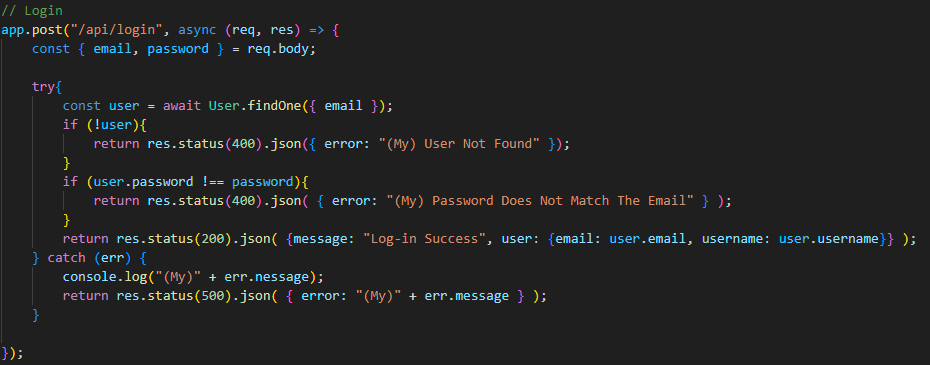 // Login
app.post("/api/login", async (req, res) => {
    const { email, password } = req.body;
    try{
        const user = await User.findOne({ email });
        if (!user){
            return res.status(400).json({ error: "(My) User Not Found" });
        }
        if (user.password !== password){
            return res.status(400).json( { error: "(My) Password Does Not Match The Email" } );
        }
        return res.status(200).json( {message: "Log-in Success", user: {email: user.email, username: user.username}} );
    } catch (err) {
        console.log("(My)" + err.nessage);
        return res.status(500).json( { error: "(My)" + err.message } );
    }
});